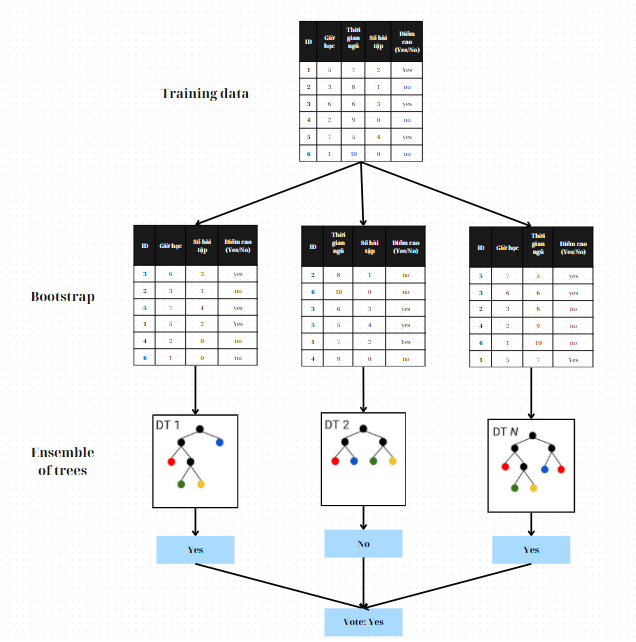 ID Giờ học Thời gian ngủ Số bài tập Điểm cao (Yes/No)
1 5 7 2 Yes
2 3 8 1 no
3 6 6 3 yes
4 2 9 0 no
5 7 5 4 yes
6 1 10 0 no
Training data
ID Giờ học Số bài tập Điểm cao (Yes/No)
3 6 3 yes
2 3 1 no
5 7 4 yes
1 5 2 Yes
4 2 0 no
6 1 0 no
ID Thời gian ngủ Số bài tập Điểm cao (Yes/No)
2 8 1 no
6 10 0 no
3 6 3 yes
5 5 4 yes
1 7 2 Yes
4 9 0 no
ID Giờ học Thời gian ngủ Điểm cao (Yes/No)
5 7 5 yes
3 6 6 yes
2 3 8 no
4 2 9 no
6 1 10 no
1 5 7 Yes
Bootstrap
DT 1
DT 2
DT N
Ensemble
of trees
Yes
No
Yes
Vote: Yes